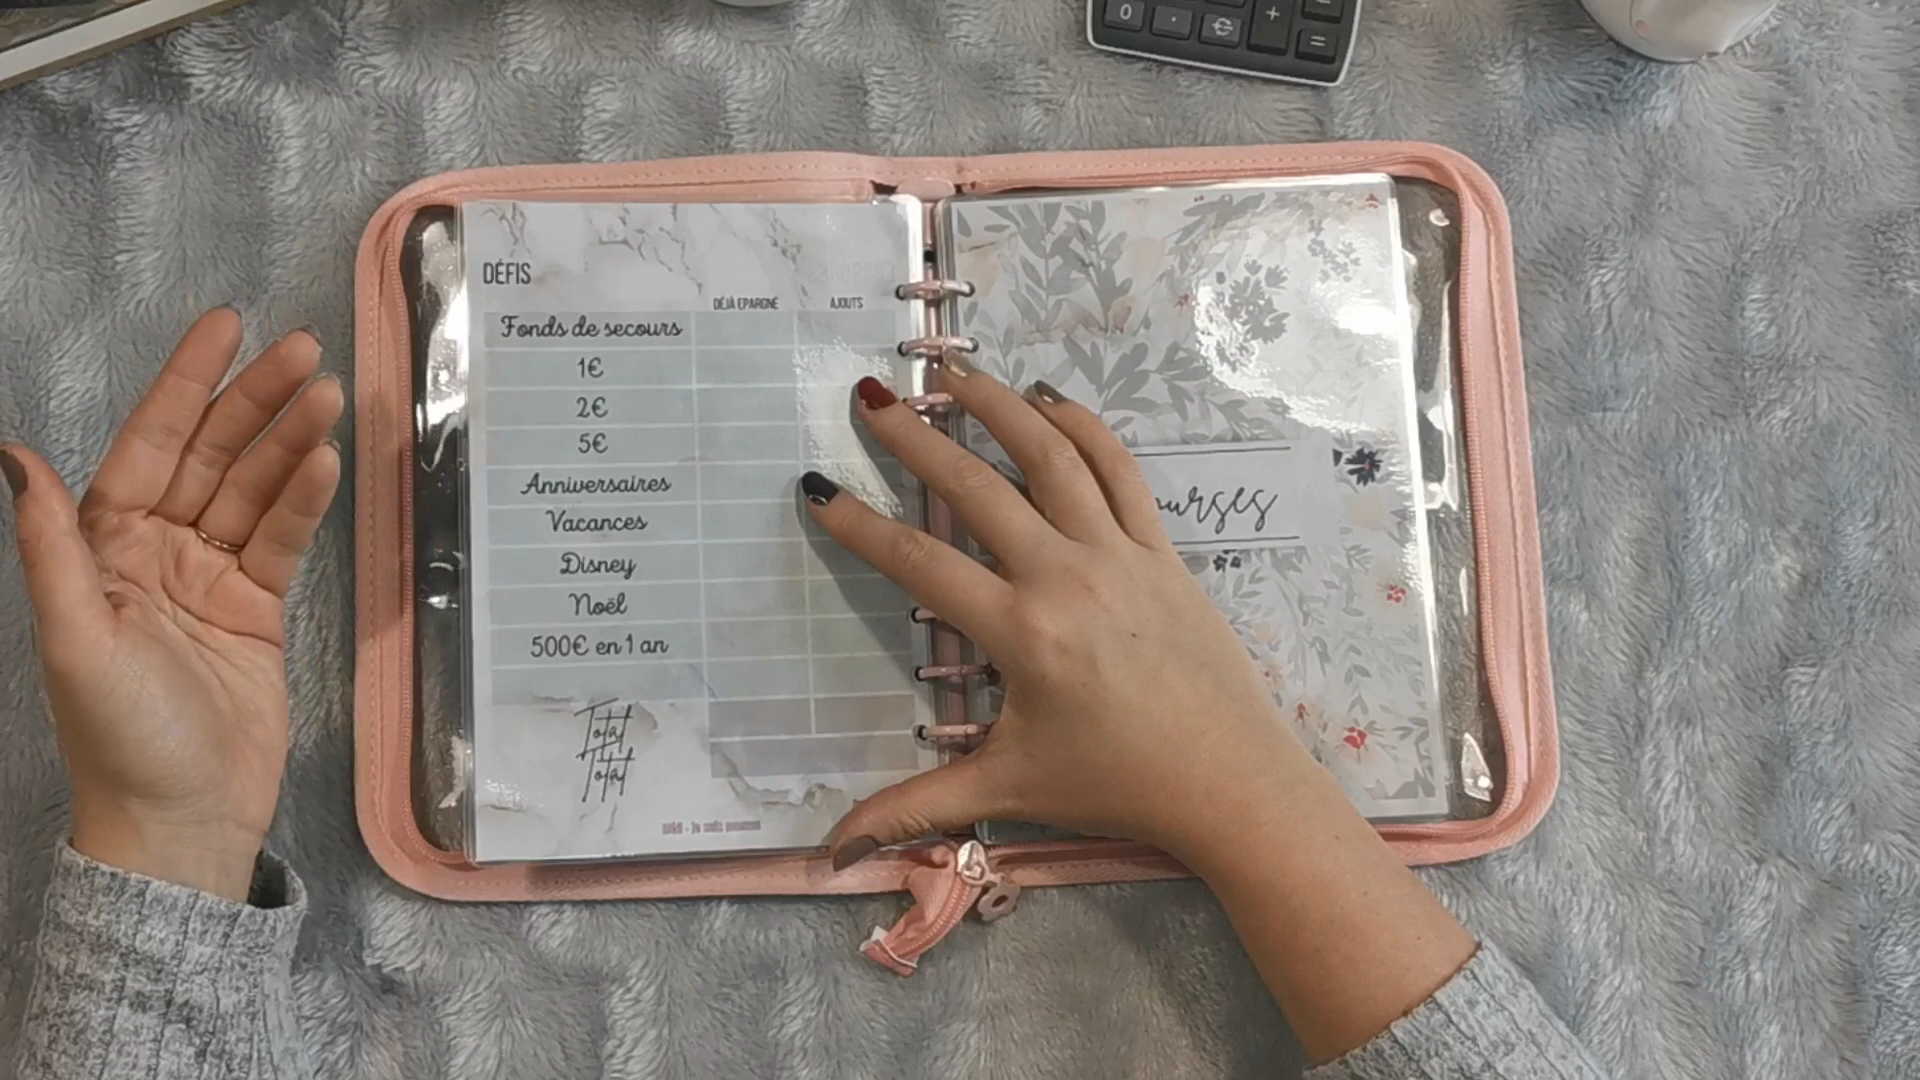 0 . +
=
DÉFIS
DÉJÀ EPARGNÉ AJOUTS
Fonds de secours
1€
2€
5€
Anniversaires
Vacances
Disney
Noël
500€ en 1 an
Total
Total